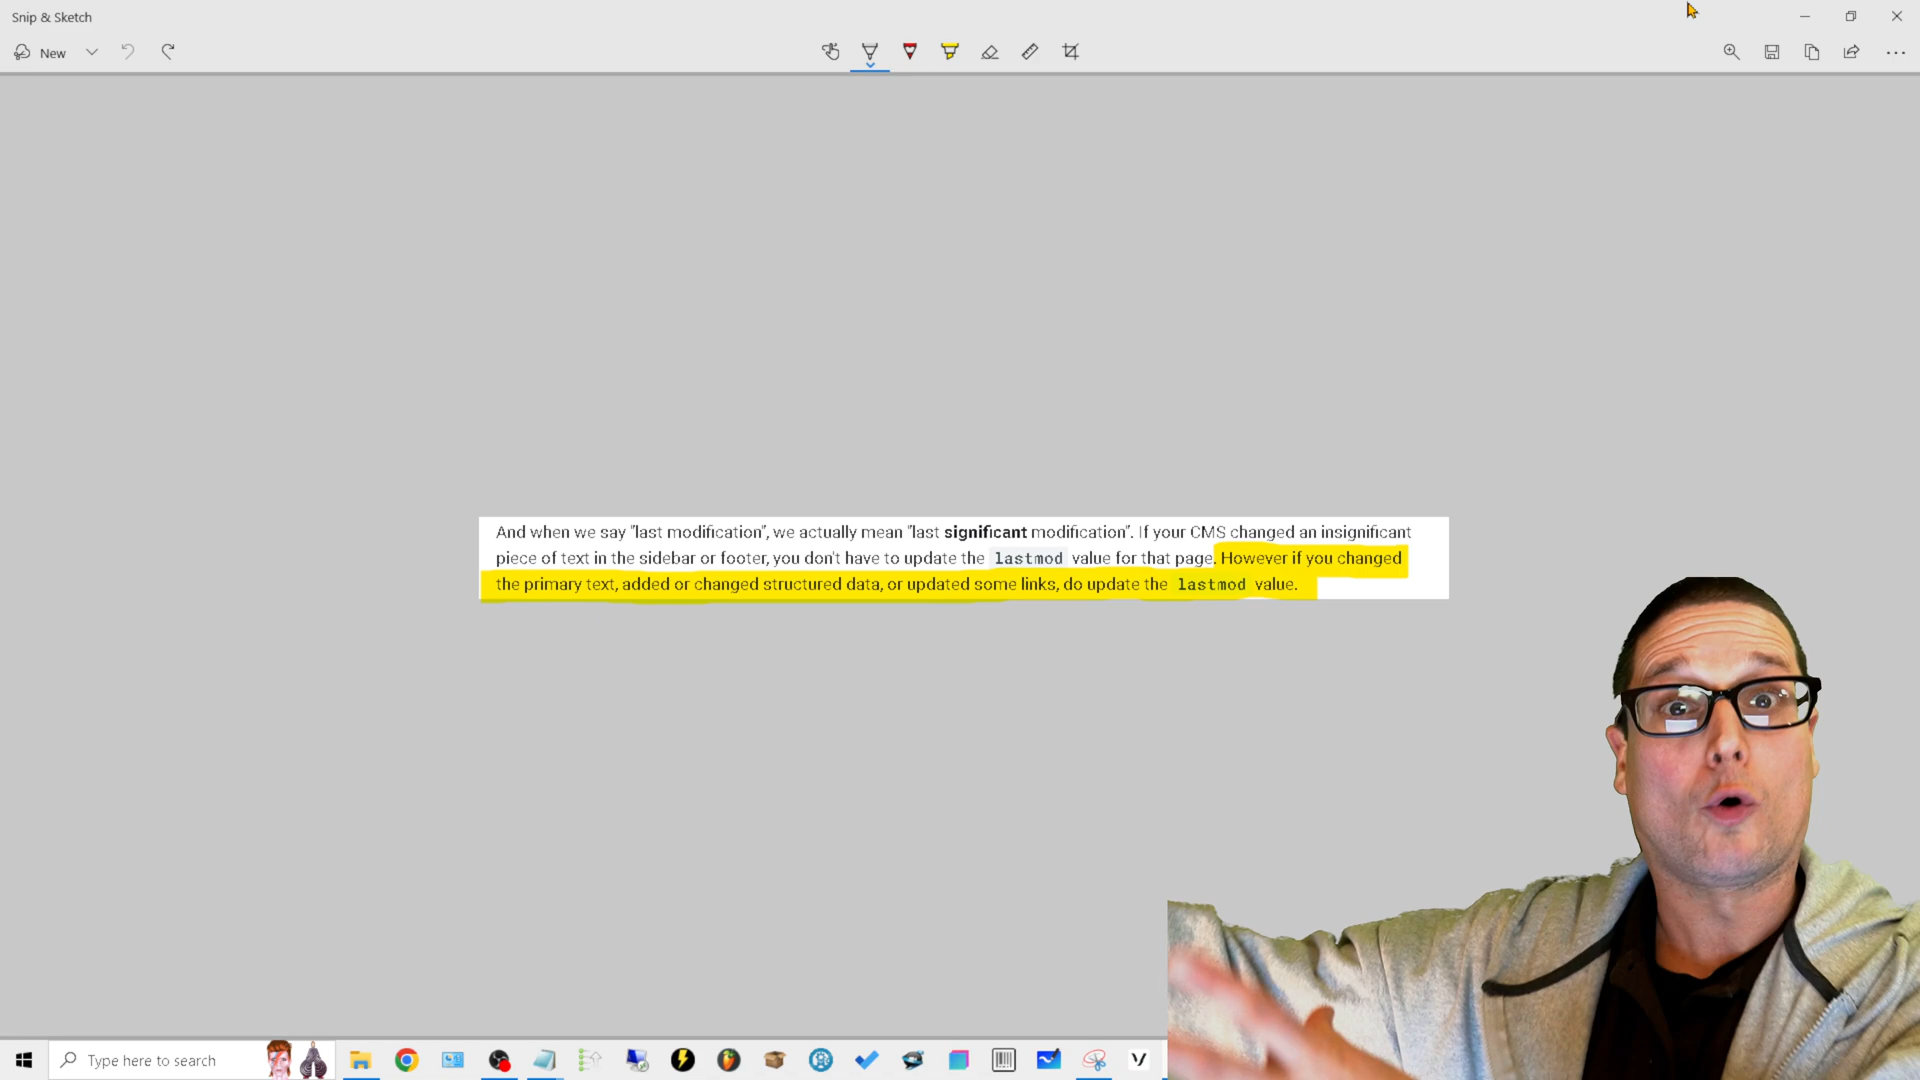 Snip & Sketch
New
And when we say "last modification", we actually mean "last significant modification". If your CMS changed an insignificant
piece of text in the sidebar or footer, you don't have to update the lastmod value for that page. However if you changed
the primary text, added or changed structured data, or updated some links, do update the lastmod value.
Type here to search